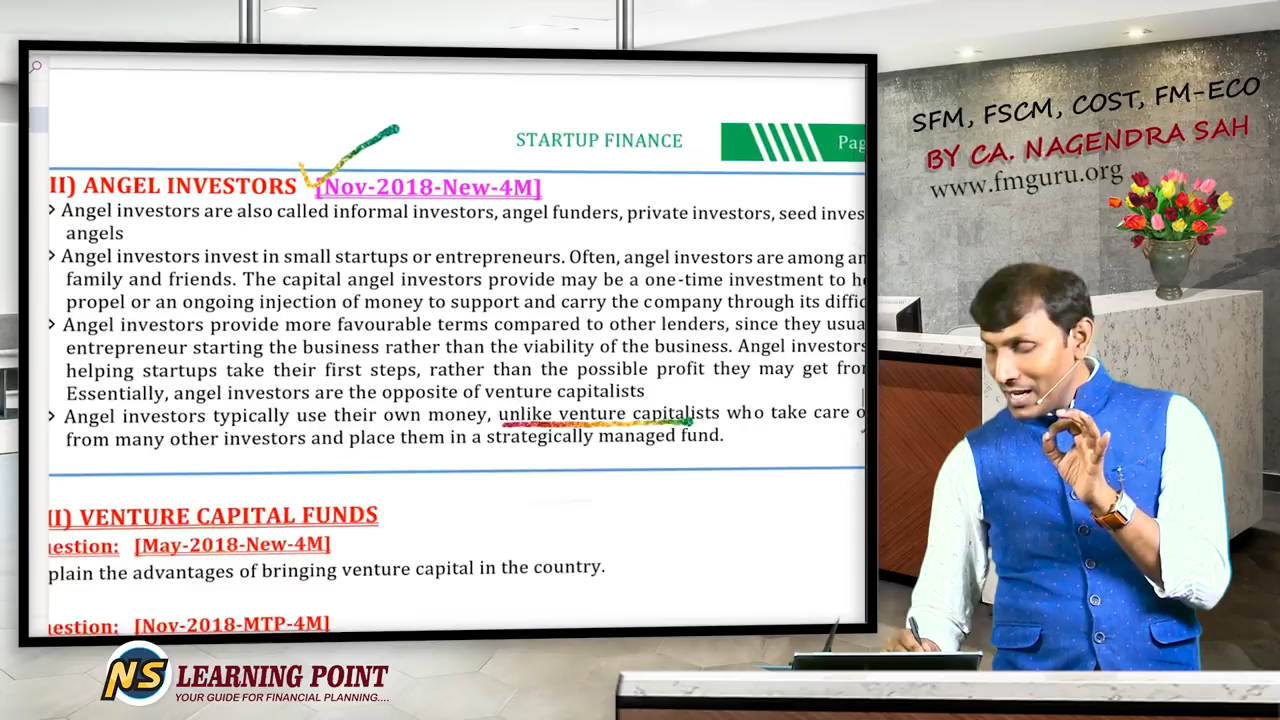 SFM, FSCM, COST, FM-ECO
BY CA. NAGENDRA SAH
www.fmguru.org
STARTUP FINANCE
Pag
II) ANGEL INVESTORS [Nov-2018-New-4M]
Angel investors are also called informal investors, angel funders, private investors, seed inves
angels
Angel investors invest in small startups or entrepreneurs. Often, angel investors are among an
family and friends. The capital angel investors provide may be a one-time investment to he
propel or an ongoing injection of money to support and carry the company through its diffic
Angel investors provide more favourable terms compared to other lenders, since they usua
entrepreneur starting the business rather than the viability of the business. Angel investors
helping startups take their first steps, rather than the possible profit they may get from
Essentially, angel investors are the opposite of venture capitalists
Angel investors typically use their own money, unlike venture capitalists who take care o
from many other investors and place them in a strategically managed fund.
II) VENTURE CAPITAL FUNDS
uestion: [May-2018-New-4M]
plain the advantages of bringing venture capital in the country.
uestion: [Nov-2018-MTP-4M]
NS LEARNING POINT
YOUR GUIDE FOR FINANCIAL PLANNING....